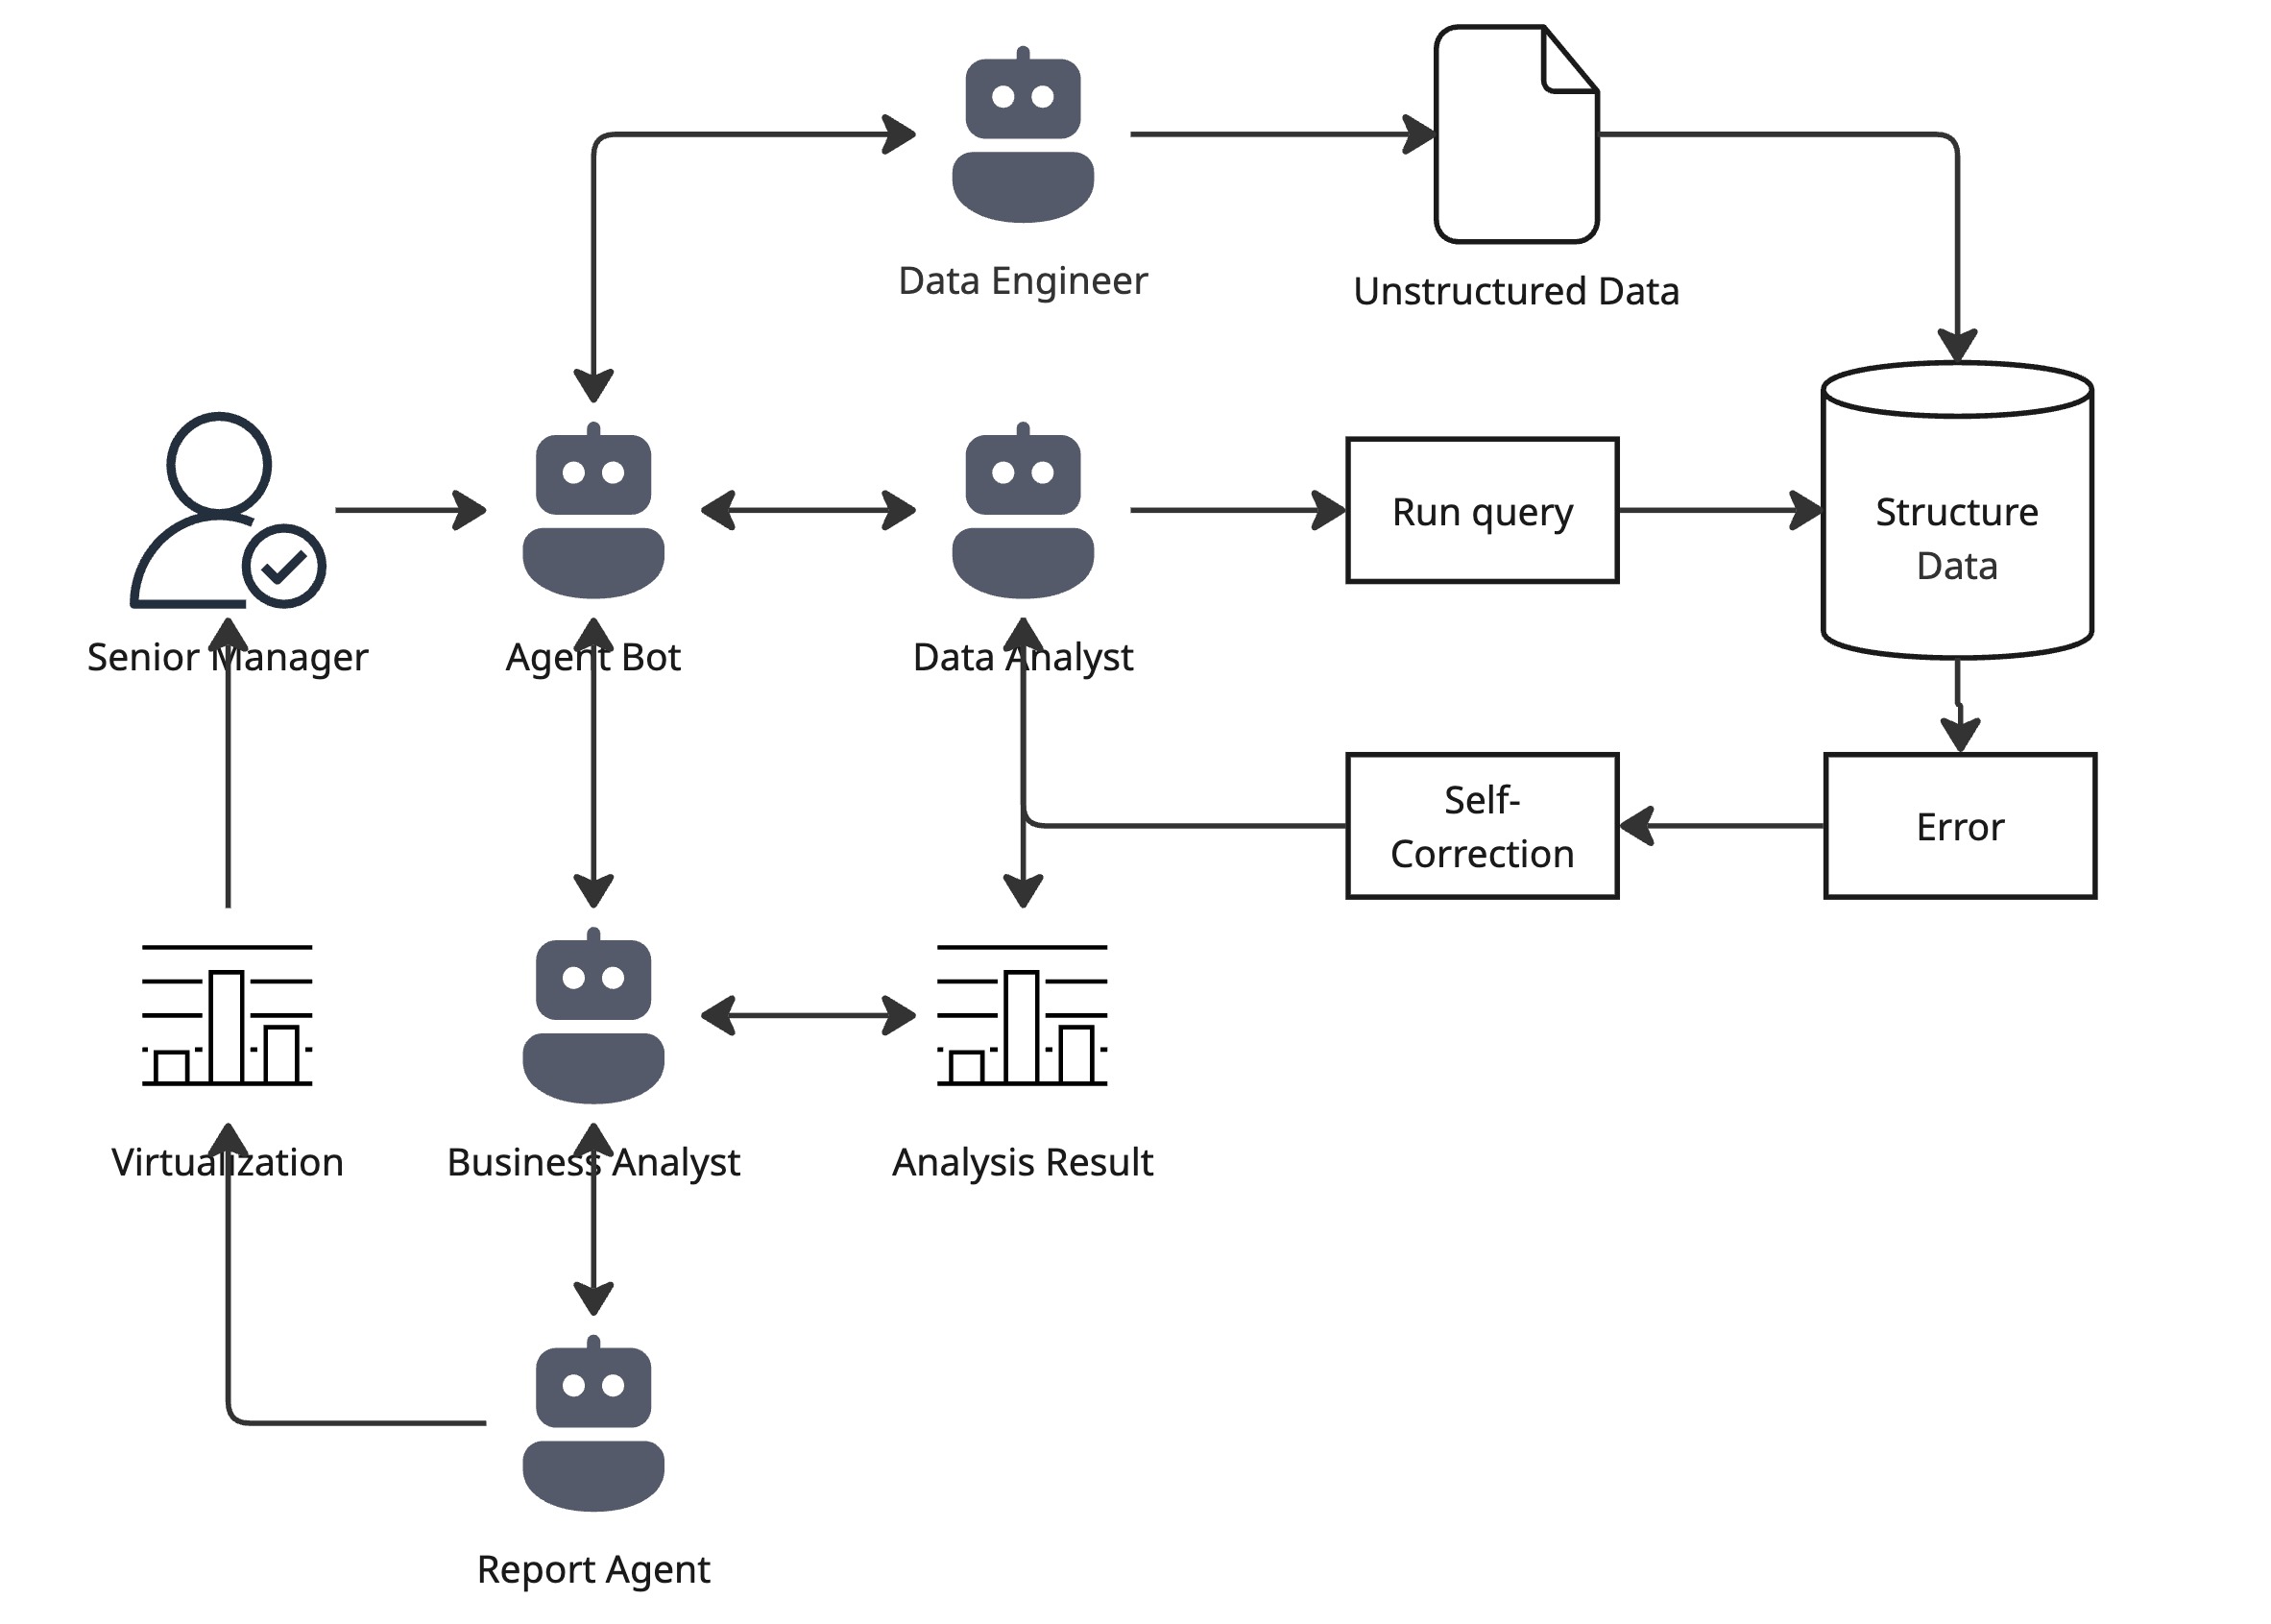 Data Engineer
Unstructured Data
Senior Manager
Agent Bot
Data Analyst
Run query
Structure
Data
Self-
Correction
Error
Virtualization
Business Analyst
Analysis Result
Report Agent